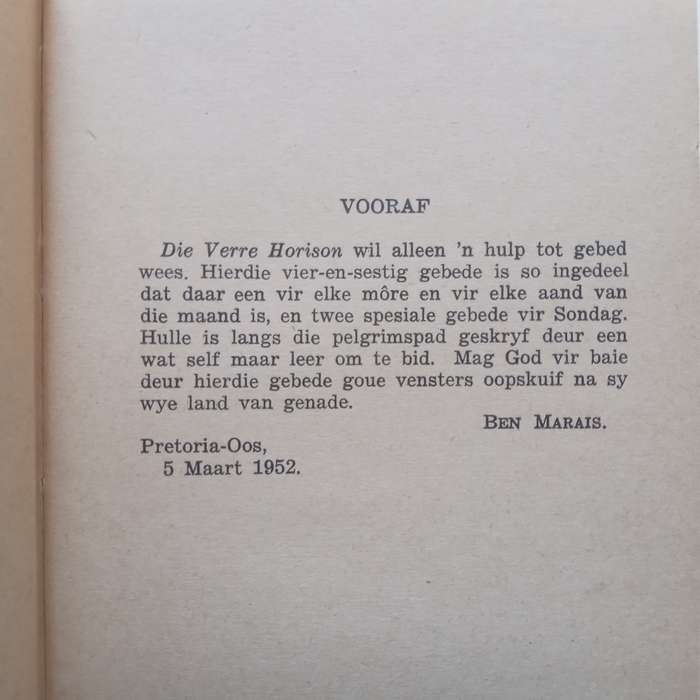 VOORAF
Die Verre Horison wil alleen 'n hulp tot gebed
wees. Hierdie vier-en-sestig gebede is so ingedeel
dat daar een vir elke môre en vir elke aand van
die maand is, en twee spesiale gebede vir Sondag.
Hulle is langs die pelgrimspad geskryf deur een
wat self maar leer om te bid. Mag God vir baie
deur hierdie gebede goue vensters oopskuif na sy
wye land van genade.
BEN MARAIS.
Pretoria-Oos,
5 Maart 1952.